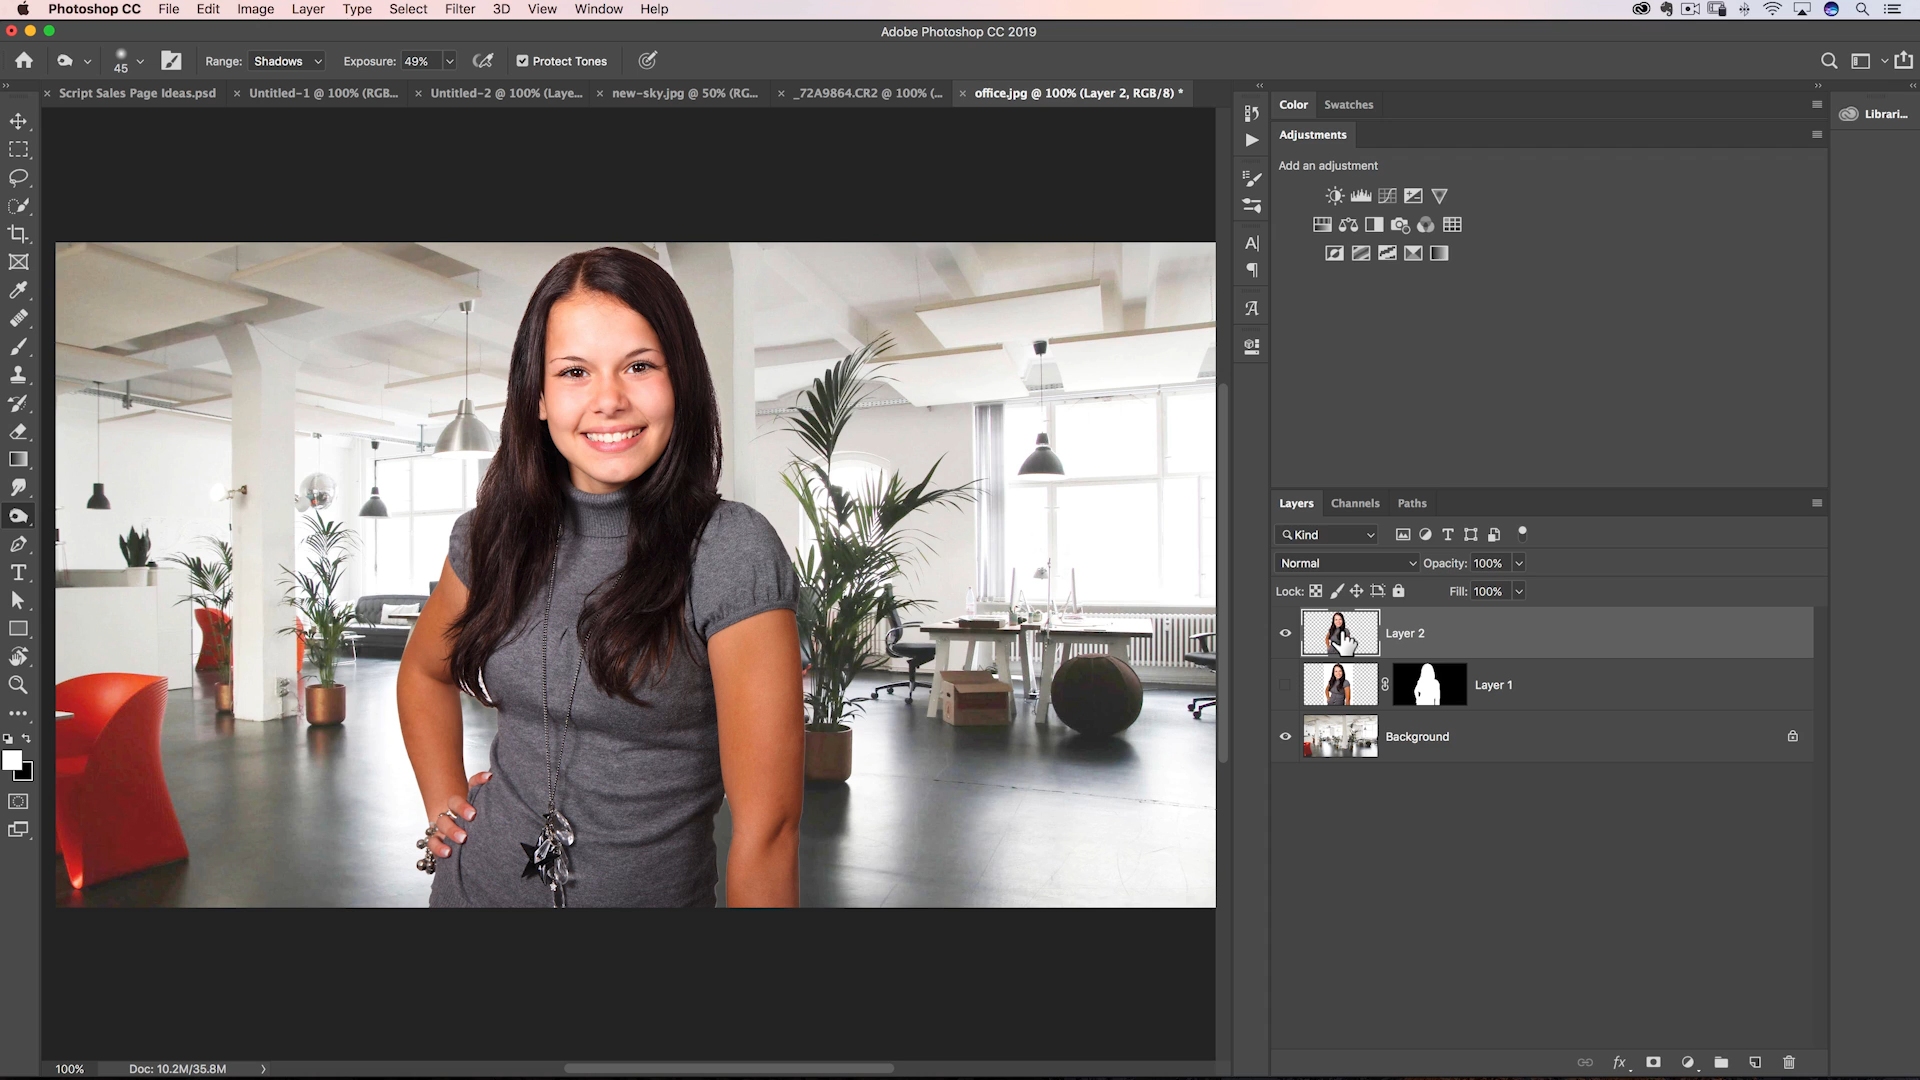 Photoshop CC File Edit Image Layer Type Select Filter 3D View Window Help
Adobe Photoshop CC 2019
45 Range: Shadows Exposure: 49% Protect Tones
Script Sales Page Ideas.psd Untitled-1 @ 100% (RGB... Untitled-2 @ 100% (Laye... new-sky.jpg @ 50% (RG... _72A9864.CR2 @ 100% (... office.jpg @ 100% (Layer 2, RGB/8) *
Color Swatches
Librari...
Adjustments
Add an adjustment
Layers Channels Paths
Kind
Normal Opacity: 100%
Lock: Fill: 100%
Layer 2
Layer 1
Background
fx
100% Doc: 10.2M/35.8M